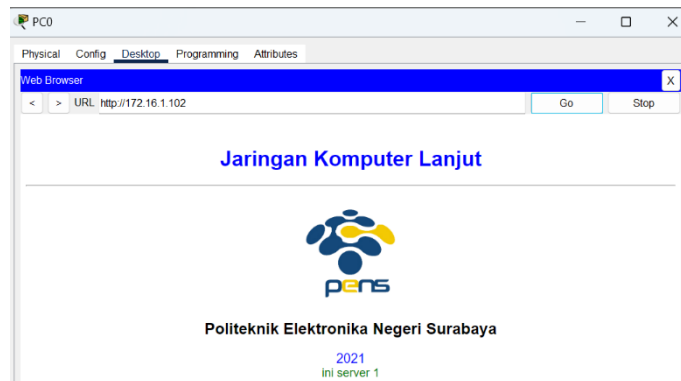 PC0
Physical Config Desktop Programming Attributes
Web Browser X
< > URL http://172.16.1.102 Go Stop
Jaringan Komputer Lanjut
pens
Politeknik Elektronika Negeri Surabaya
2021
ini server 1